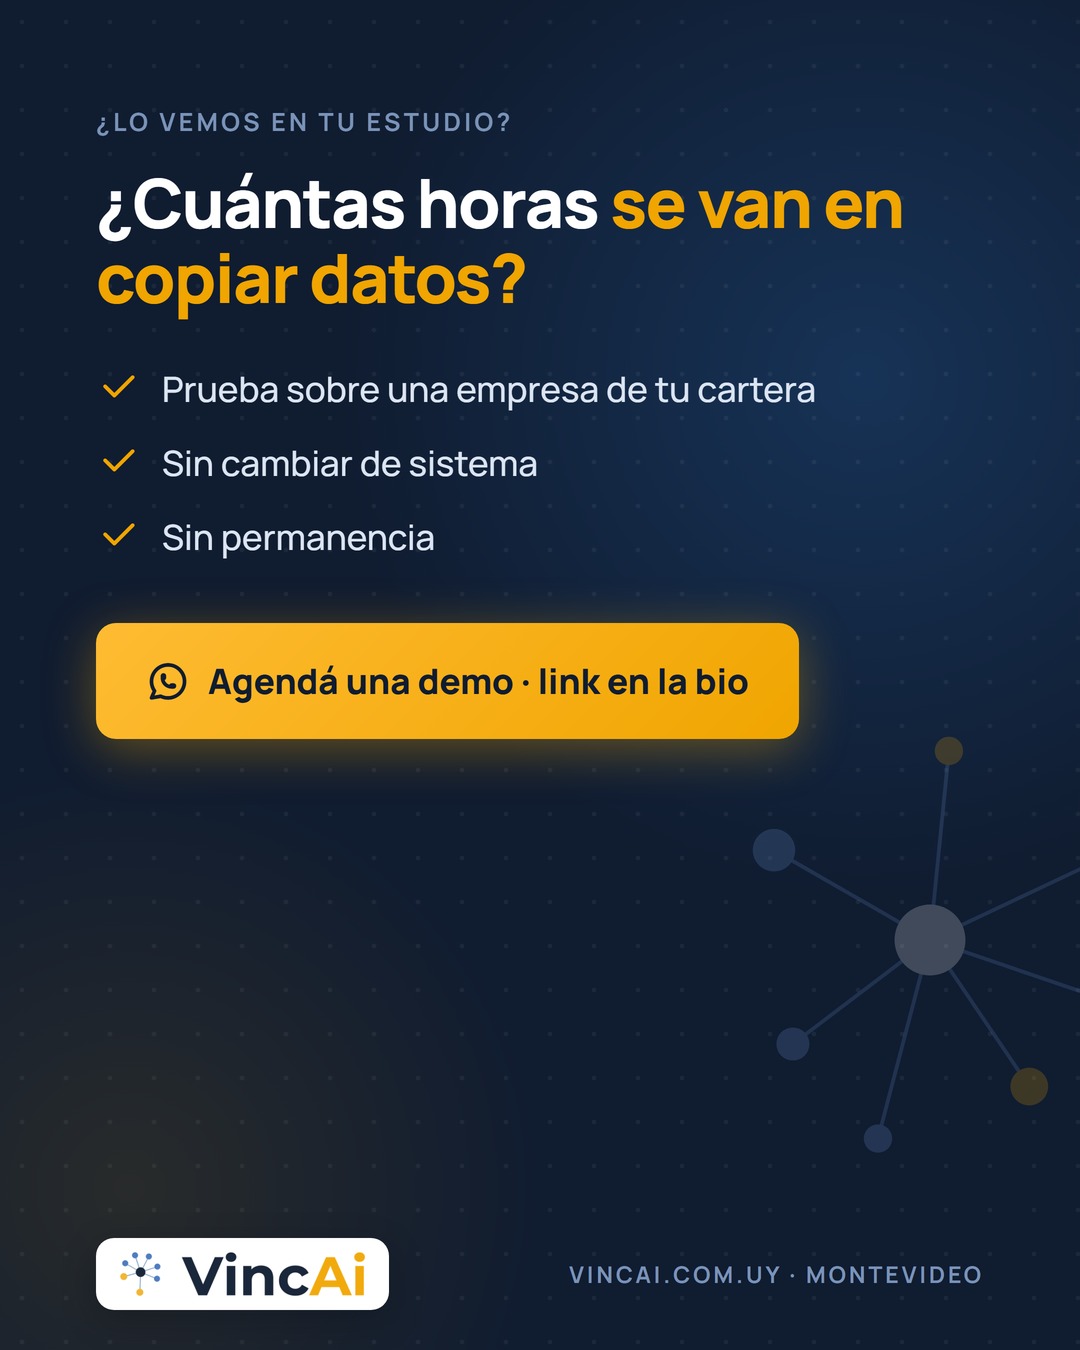 ¿LO VEMOS EN TU ESTUDIO?
¿Cuántas horas se van en
copiar datos?
Prueba sobre una empresa de tu cartera
Sin cambiar de sistema
Sin permanencia
Agendá una demo · link en la bio
VincAi
VINCAI.COM.UY · MONTEVIDEO